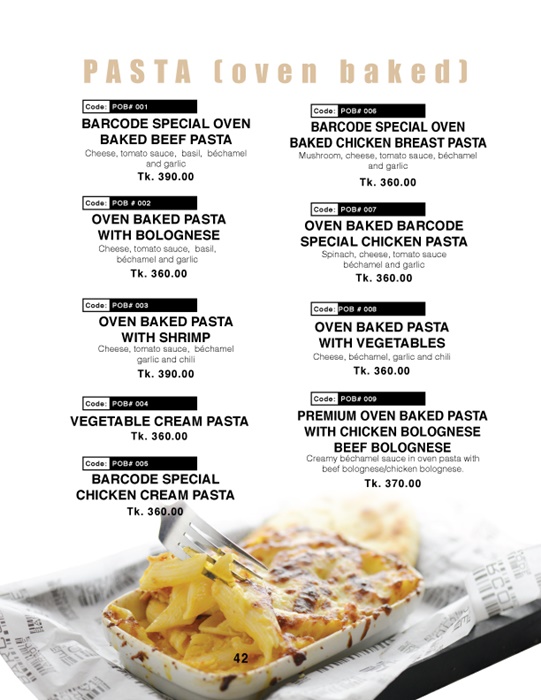 PASTA (oven baked)
Code: POB# 001
BARCODE SPECIAL OVEN
BAKED BEEF PASTA
Cheese, tomato sauce, basil, béchamel
and garlic
Tk. 390.00
Code: POB # 002
OVEN BAKED PASTA
WITH BOLOGNESE
Cheese, tomato sauce, basil,
béchamel and garlic
Tk. 360.00
Code: POB# 003
OVEN BAKED PASTA
WITH SHRIMP
Cheese, tomato sauce, béchamel
garlic and chili
Tk. 390.00
Code: POB# 004
VEGETABLE CREAM PASTA
Tk. 360.00
Code: POB# 005
BARCODE SPECIAL
CHICKEN CREAM PASTA
Tk. 360.00
Code: POB# 006
BARCODE SPECIAL OVEN
BAKED CHICKEN BREAST PASTA
Mushroom, cheese, tomato sauce, béchamel
and garlic
Tk. 360.00
Code: POB# 007
OVEN BAKED BARCODE
SPECIAL CHICKEN PASTA
Spinach, cheese, tomato sauce
béchamel and garlic
Tk. 360.00
Code: POB # 008
OVEN BAKED PASTA
WITH VEGETABLES
Cheese, béchamel, garlic and chili
Tk. 360.00
Code: POB# 009
PREMIUM OVEN BAKED PASTA
WITH CHICKEN BOLOGNESE
BEEF BOLOGNESE
Creamy béchamel sauce in oven pasta with
beef bolognese/chicken bolognese.
Tk. 370.00
42